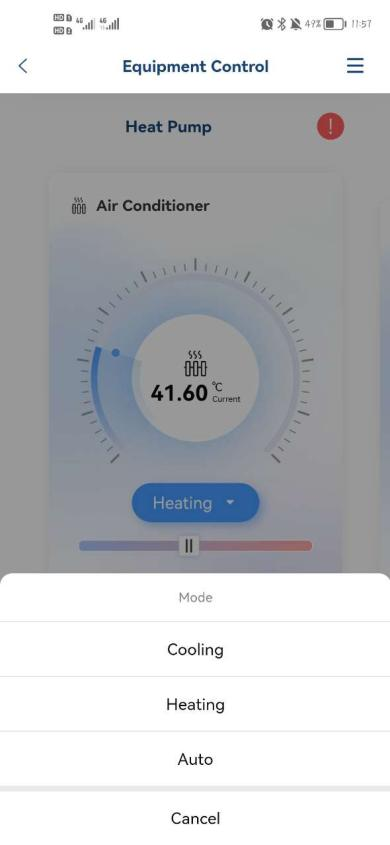 49% 11:57
Equipment Control
Heat Pump
!
Air Conditioner
41.60 °C
Current
Heating
Mode
Cooling
Heating
Auto
Cancel